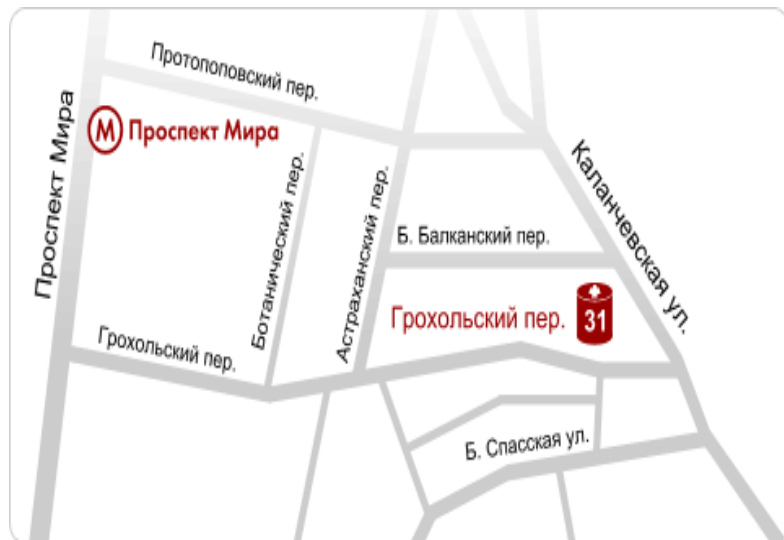 Протопоповский пер.
М Проспект Мира
Проспект Мира
Каланчевская ул.
Ботанический пер.
Астраханский пер.
Б. Балканский пер.
Грохольский пер. 31
Грохольский пер.
Б. Спасская ул.